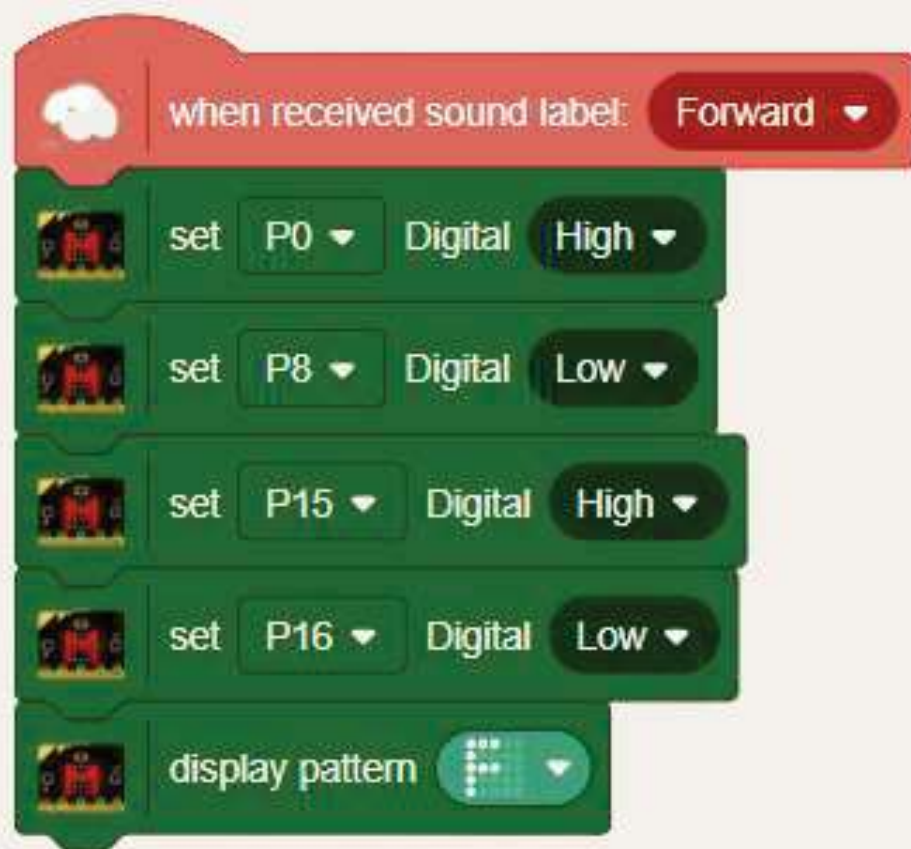 when received sound label: Forward
set P0 Digital High
set P8 Digital Low
set P15 Digital High
set P16 Digital Low
display pattern